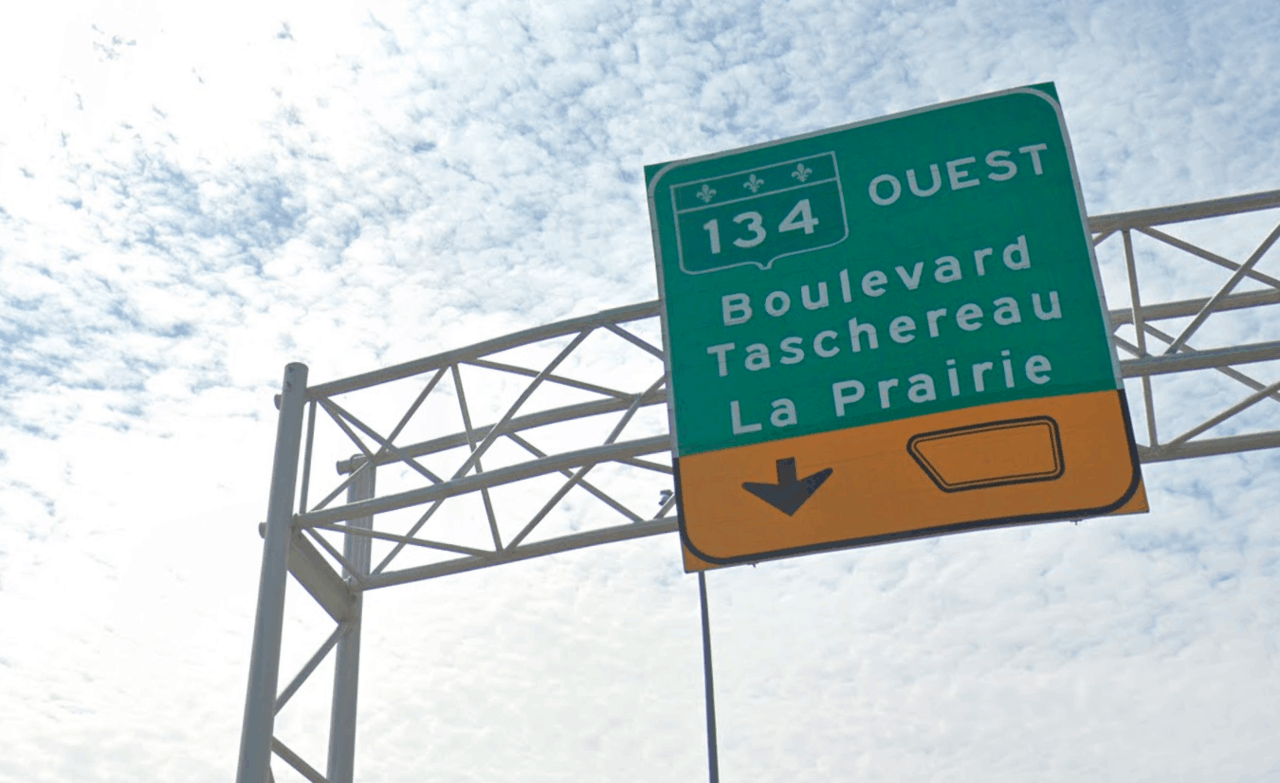 134 OUEST
Boulevard
Taschereau
La Prairie